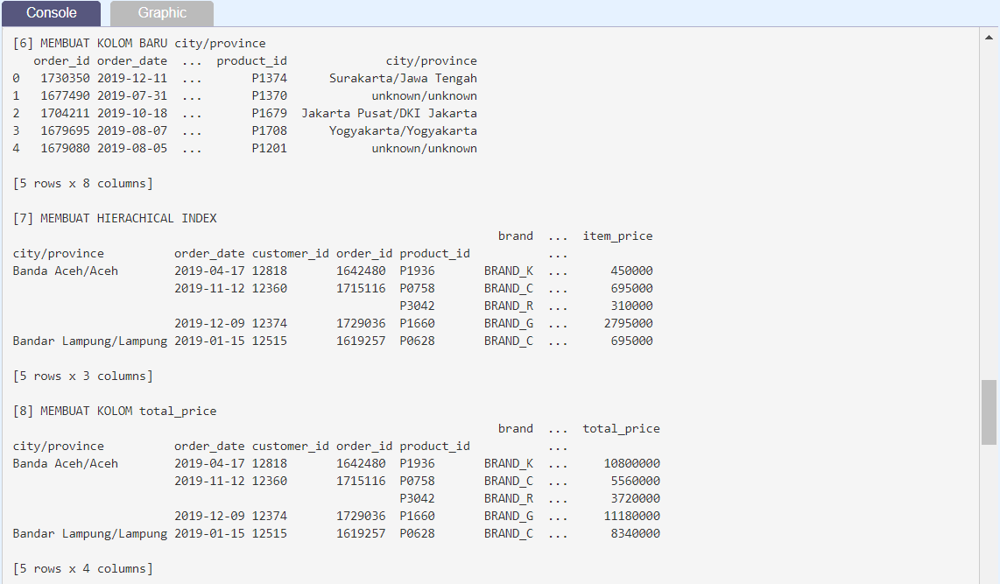 Console Graphic
[6] MEMBUAT KOLOM BARU city/province
order_id order_date ... product_id city/province
0 1730350 2019-12-11 ... P1374 Surakarta/Jawa Tengah
1 1677490 2019-07-31 ... P1370 unknown/unknown
2 1704211 2019-10-18 ... P1679 Jakarta Pusat/DKI Jakarta
3 1679695 2019-08-07 ... P1708 Yogyakarta/Yogyakarta
4 1679080 2019-08-05 ... P1201 unknown/unknown
[5 rows x 8 columns]
[7] MEMBUAT HIERACHICAL INDEX
brand ... item_price
city/province order_date customer_id order_id product_id ...
Banda Aceh/Aceh 2019-04-17 12818 1642480 P1936 BRAND_K ... 450000
2019-11-12 12360 1715116 P0758 BRAND_C ... 695000
P3042 BRAND_R ... 310000
2019-12-09 12374 1729036 P1660 BRAND_G ... 2795000
Bandar Lampung/Lampung 2019-01-15 12515 1619257 P0628 BRAND_C ... 695000
[5 rows x 3 columns]
[8] MEMBUAT KOLOM total_price
brand ... total_price
city/province order_date customer_id order_id product_id ...
Banda Aceh/Aceh 2019-04-17 12818 1642480 P1936 BRAND_K ... 10800000
2019-11-12 12360 1715116 P0758 BRAND_C ... 5560000
P3042 BRAND_R ... 3720000
2019-12-09 12374 1729036 P1660 BRAND_G ... 11180000
Bandar Lampung/Lampung 2019-01-15 12515 1619257 P0628 BRAND_C ... 8340000
[5 rows x 4 columns]